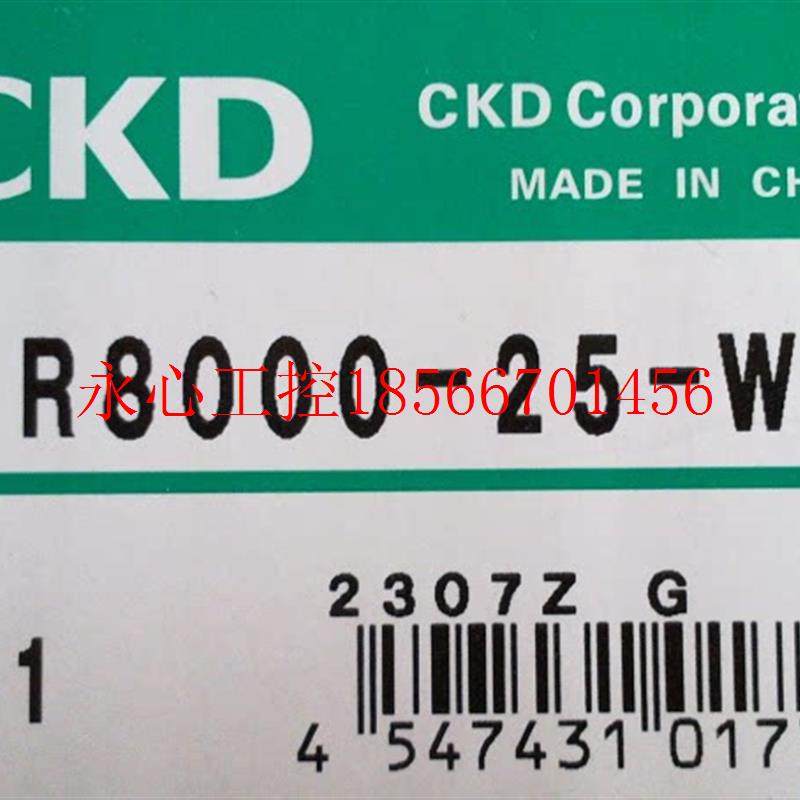 CKD
CKD Corporat
MADE IN CH
R8000-25-W
永心工控18566701456
2307Z G
1
4 547431 017